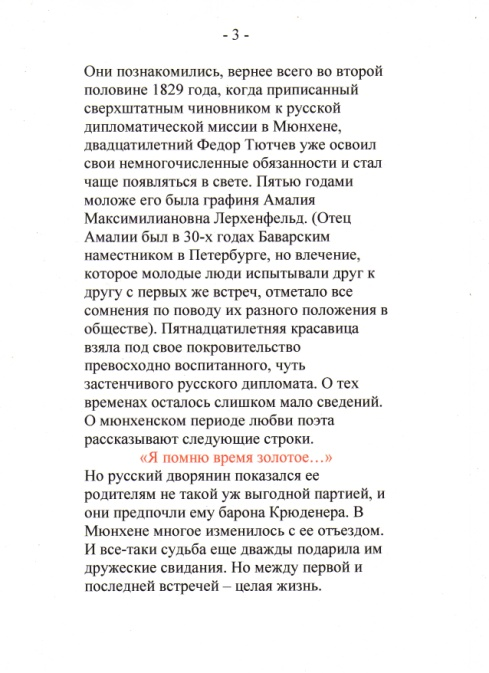 - 3 -
Они познакомились, вернее всего во второй
половине 1829 года, когда приписанный
сверхштатным чиновником к русской
дипломатической миссии в Мюнхене,
двадцатилетний Федор Тютчев уже освоил
свои немногочисленные обязанности и стал
чаще появляться в свете. Пятью годами
моложе его была графиня Амалия
Максимилиановна Лерхенфельд. (Отец
Амалии был в 30-х годах Баварским
наместником в Петербурге, но влечение,
которое молодые люди испытывали друг к
другу с первых же встреч, отметало все
сомнения по поводу их разного положения в
обществе). Пятнадцатилетняя красавица
взяла под свое покровительство
превосходно воспитанного, чуть
застенчивого русского дипломата. О тех
временах осталось слишком мало сведений.
О мюнхенском периоде любви поэта
рассказывают следующие строки.
«Я помню время золотое…»
Но русский дворянин показался ее
родителям не такой уж выгодной партией, и
они предпочли ему барона Крюденера. В
Мюнхене многое изменилось с ее отъездом.
И все-таки судьба еще дважды подарила им
дружеские свидания. Но между первой и
последней встречей – целая жизнь.